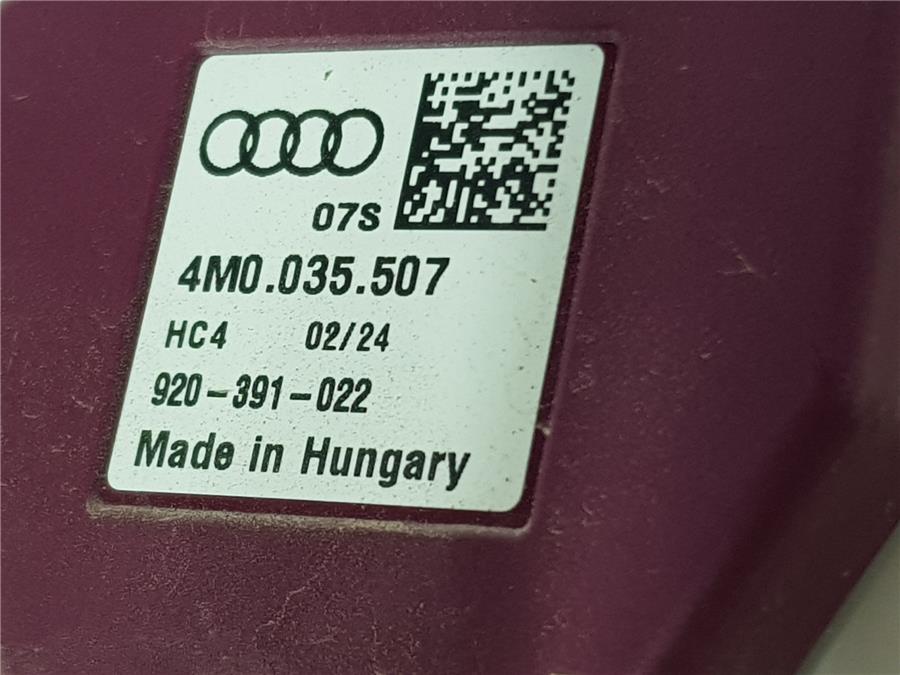 07S
4M0.035.507
HC4 02/24
920-391-022
Made in Hungary